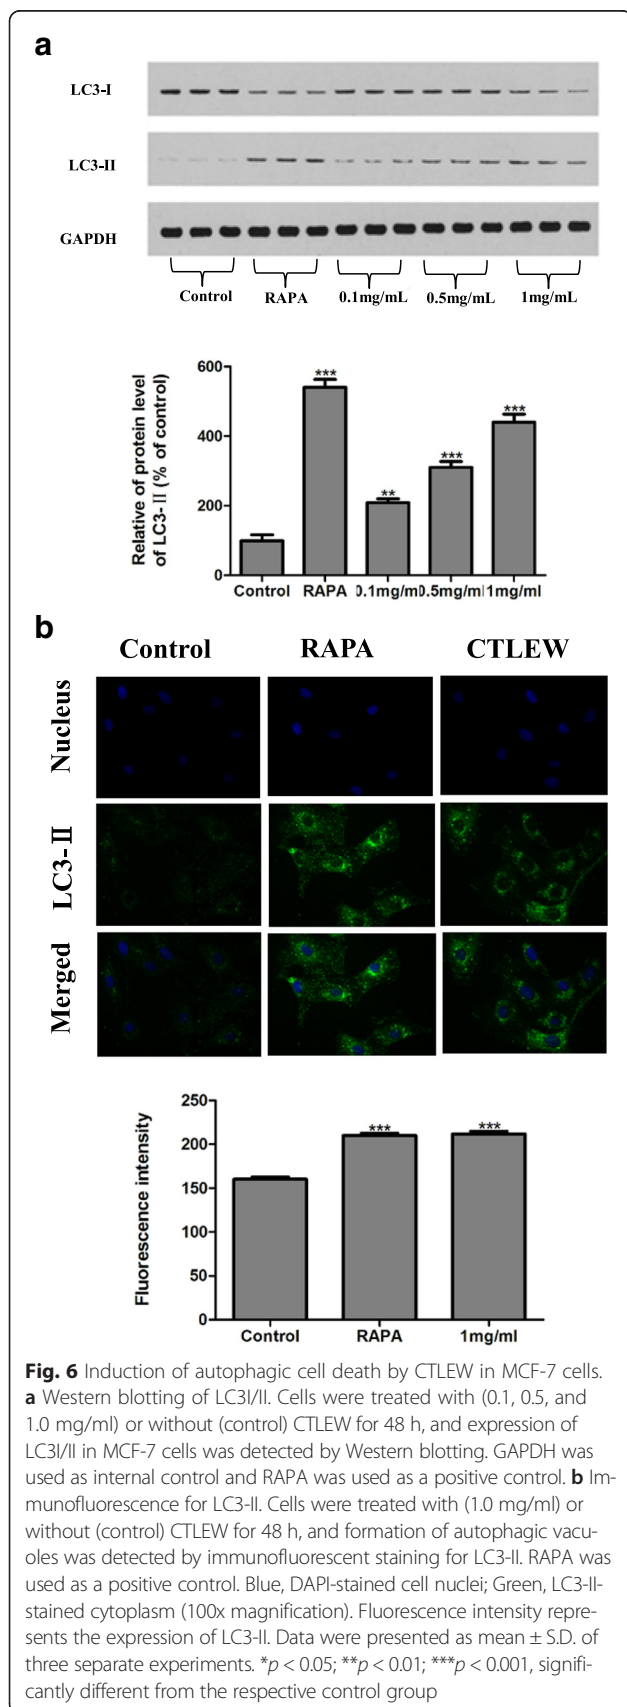 a
LC3-I
LC3-II
GAPDH
Control RAPA 0.1mg/mL 0.5mg/mL 1mg/mL
Relative of protein level
of LC3-Ⅱ (% of control)
600
400
200
0
***
**
***
***
Control RAPA 0.1mg/ml 0.5mg/ml 1mg/ml
b
Control RAPA CTLEW
Nucleus
LC3-Ⅱ
Merged
Fluorescence intensity
250
200
150
100
50
0
***
***
Control RAPA 1mg/ml
Fig. 6 Induction of autophagic cell death by CTLEW in MCF-7 cells.
a Western blotting of LC3I/II. Cells were treated with (0.1, 0.5, and
1.0 mg/ml) or without (control) CTLEW for 48 h, and expression of
LC3I/II in MCF-7 cells was detected by Western blotting. GAPDH was
used as internal control and RAPA was used as a positive control. b Im-
munofluorescence for LC3-II. Cells were treated with (1.0 mg/ml) or
without (control) CTLEW for 48 h, and formation of autophagic vacu-
oles was detected by immunofluorescent staining for LC3-II. RAPA was
used as a positive control. Blue, DAPI-stained cell nuclei; Green, LC3-II-
stained cytoplasm (100x magnification). Fluorescence intensity repre-
sents the expression of LC3-II. Data were presented as mean ± S.D. of
three separate experiments. *p < 0.05; **p < 0.01; ***p < 0.001, signifi-
cantly different from the respective control group